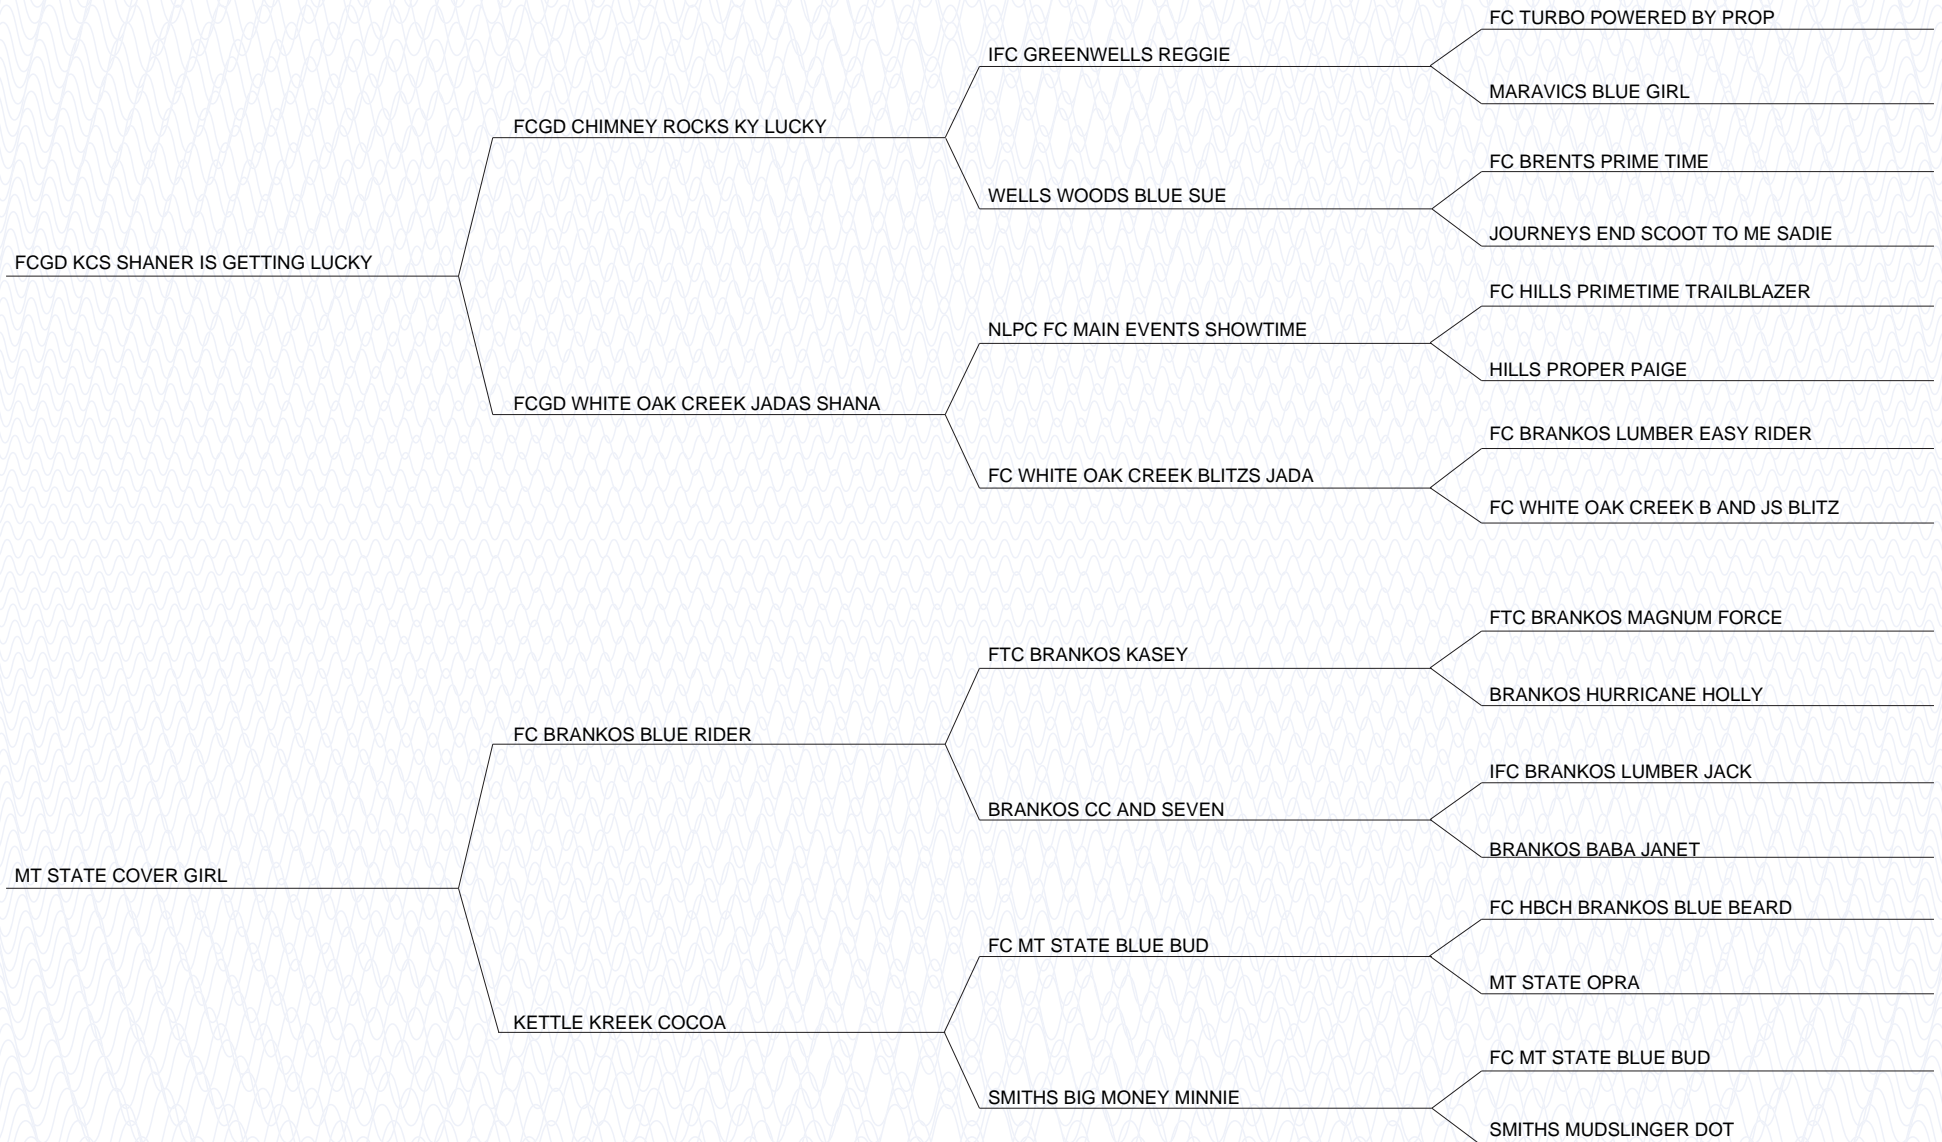 FC TURBO POWERED BY PROP
IFC GREENWELLS REGGIE
MARAVICS BLUE GIRL
FCGD CHIMNEY ROCKS KY LUCKY
FC BRENTS PRIME TIME
WELLS WOODS BLUE SUE
JOURNEYS END SCOOT TO ME SADIE
FCGD KCS SHANER IS GETTING LUCKY
FC HILLS PRIMETIME TRAILBLAZER
NLPC FC MAIN EVENTS SHOWTIME
HILLS PROPER PAIGE
FCGD WHITE OAK CREEK JADAS SHANA
FC BRANKOS LUMBER EASY RIDER
FC WHITE OAK CREEK BLITZS JADA
FC WHITE OAK CREEK B AND JS BLITZ
FTC BRANKOS MAGNUM FORCE
FTC BRANKOS KASEY
BRANKOS HURRICANE HOLLY
FC BRANKOS BLUE RIDER
IFC BRANKOS LUMBER JACK
BRANKOS CC AND SEVEN
BRANKOS BABA JANET
MT STATE COVER GIRL
FC HBCH BRANKOS BLUE BEARD
FC MT STATE BLUE BUD
MT STATE OPRA
KETTLE KREEK COCOA
FC MT STATE BLUE BUD
SMITHS BIG MONEY MINNIE
SMITHS MUDSLINGER DOT